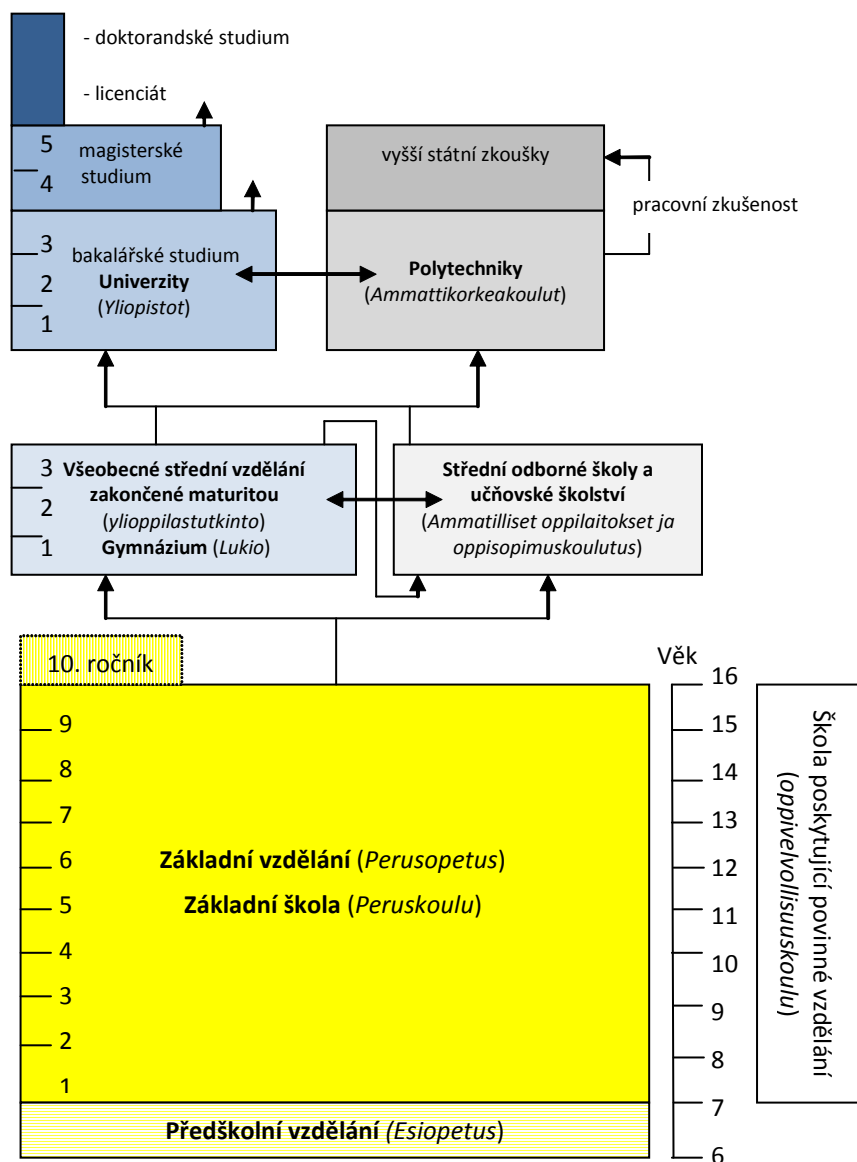 - doktorandské studium
- licenciát
5
4
magisterské
studium
vyšší státní zkoušky
pracovní zkušenost
3
2
1
bakalářské studium
Univerzity
(Yliopistot)
Polytechniky
(Ammattikorkeakoulut)
3
2
1
Všeobecné střední vzdělání
zakončené maturitou
(ylioppilastutkinto)
Gymnázium (Lukio)
Střední odborné školy a
učňovské školství
(Ammatilliset oppilaitokset ja
oppisopimuskoulutus)
10. ročník
9
8
7
6
5
4
3
2
1
Základní vzdělání (Perusopetus)
Základní škola (Peruskoulu)
Předškolní vzdělání (Esiopetus)
Věk
16
15
14
13
12
11
10
9
8
7
6
Škola poskytující povinné vzdělání
(oppivelvollisuuskoulu)